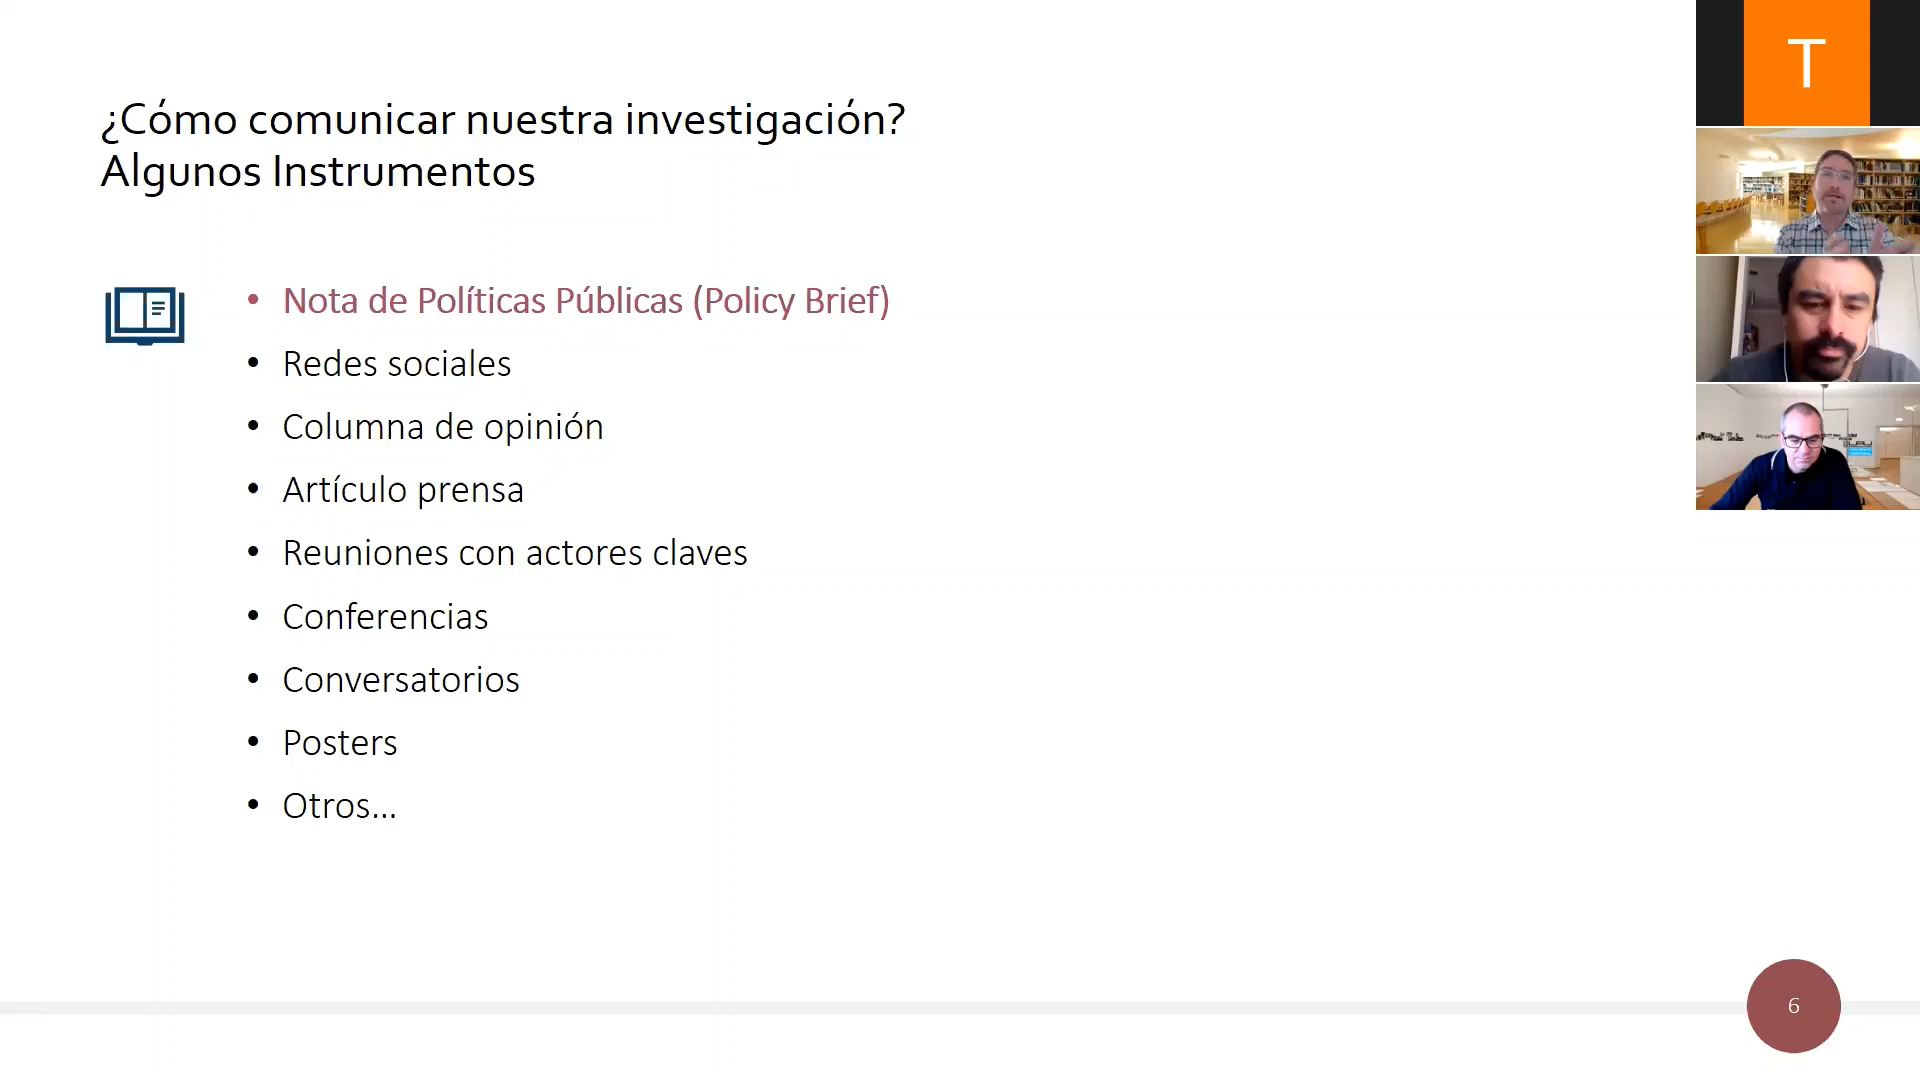 ¿Cómo comunicar nuestra investigación?
Algunos Instrumentos
• Nota de Políticas Públicas (Policy Brief)
• Redes sociales
• Columna de opinión
• Artículo prensa
• Reuniones con actores claves
• Conferencias
• Conversatorios
• Posters
• Otros...
6
T